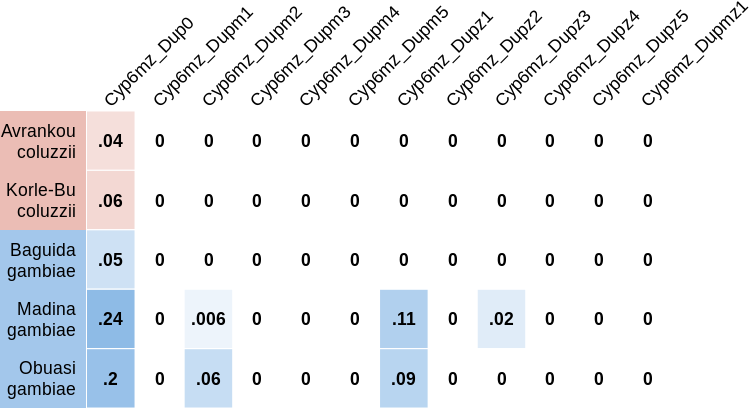 Cyp6mz_Dup0 Cyp6mz_Dupm1 Cyp6mz_Dupm2 Cyp6mz_Dupm3 Cyp6mz_Dupm4 Cyp6mz_Dupm5 Cyp6mz_Dupz1 Cyp6mz_Dupz2 Cyp6mz_Dupz3 Cyp6mz_Dupz4 Cyp6mz_Dupz5 Cyp6mz_Dupmz1
Avrankou
coluzzii
.04 0 0 0 0 0 0 0 0 0 0 0
Korle-Bu
coluzzii
.06 0 0 0 0 0 0 0 0 0 0 0
Baguida
gambiae
.05 0 0 0 0 0 0 0 0 0 0 0
Madina
gambiae
.24 0 .006 0 0 0 .11 0 .02 0 0 0
Obuasi
gambiae
.2 0 .06 0 0 0 .09 0 0 0 0 0